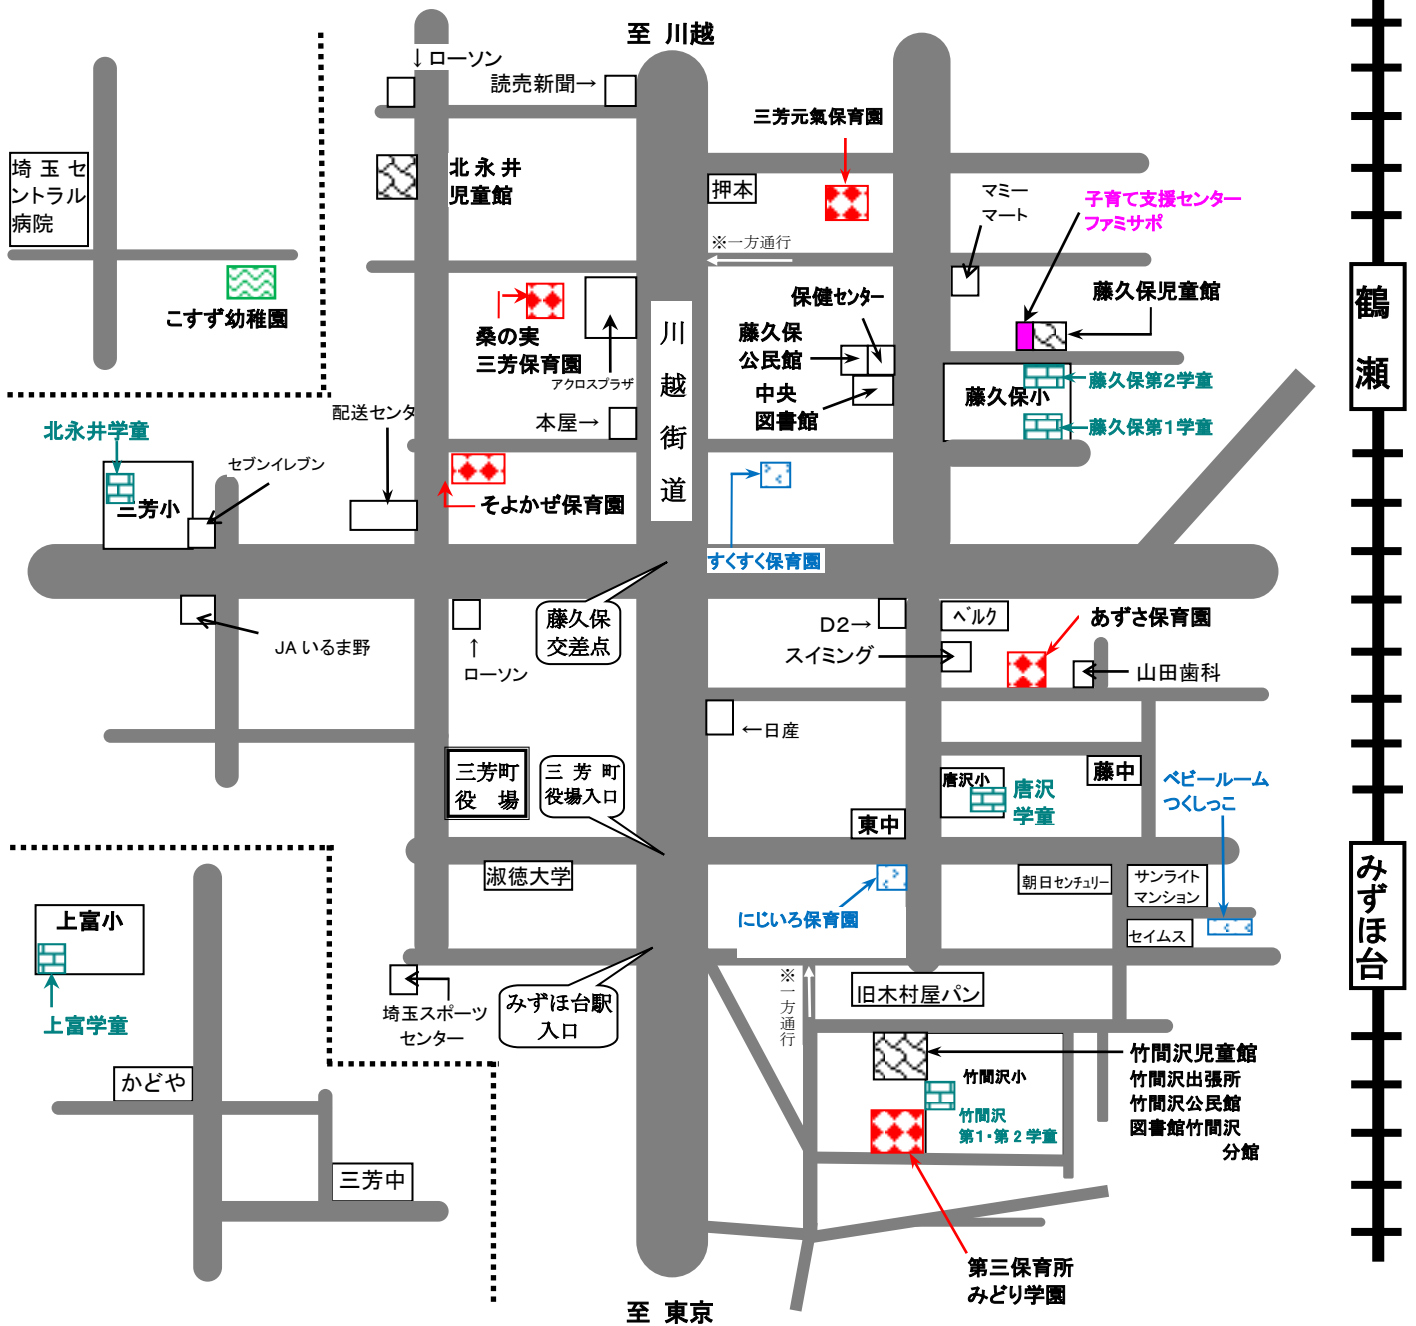 至 川越
↓ローソン
読売新聞→
三芳元氣保育園
埼玉セ
ントラル
病院
北永井
児童館
押本
マミー
マート
子育て支援センター
ファミサポ
※一方通行
こすず幼稚園
桑の実
三芳保育園
アクロスプラザ
川越街道
保健センター
藤久保
公民館
中央
図書館
藤久保児童館
藤久保小
藤久保第2学童
藤久保第1学童
鶴瀬
配送センタ
本屋→
北永井学童
セブンイレブン
三芳小
そよかぜ保育園
すくすく保育園
JAいるま野
↑
ローソン
藤久保
交差点
D2→
ベルク
スイミング
あずさ保育園
山田歯科
←日産
三芳町
役場
三芳町
役場入口
唐沢小
唐沢
学童
藤中
ベビールーム
つくしっこ
東中
淑徳大学
にじいろ保育園
朝日センチュリー
サンライト
マンション
セイムス
みずほ台
上富小
上富学童
埼玉スポーツ
センター
みずほ台駅
入口
※一方通行
旧木村屋パン
かどや
三芳中
竹間沢小
竹間沢
第1・第2学童
竹間沢児童館
竹間沢出張所
竹間沢公民館
図書館竹間沢
分館
第三保育所
みどり学園
至 東京